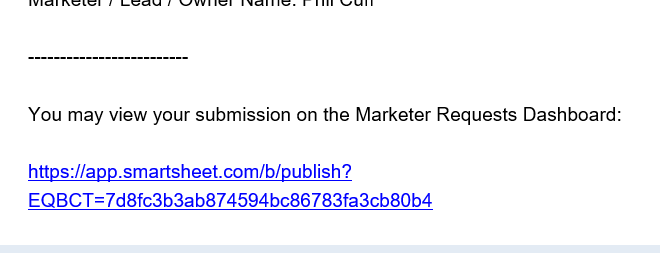 Marketer / Lead / Owner Name: Phil Cull
-------------------------
You may view your submission on the Marketer Requests Dashboard:
https://app.smartsheet.com/b/publish?
EQBCT=7d8fc3b3ab874594bc86783fa3cb80b4